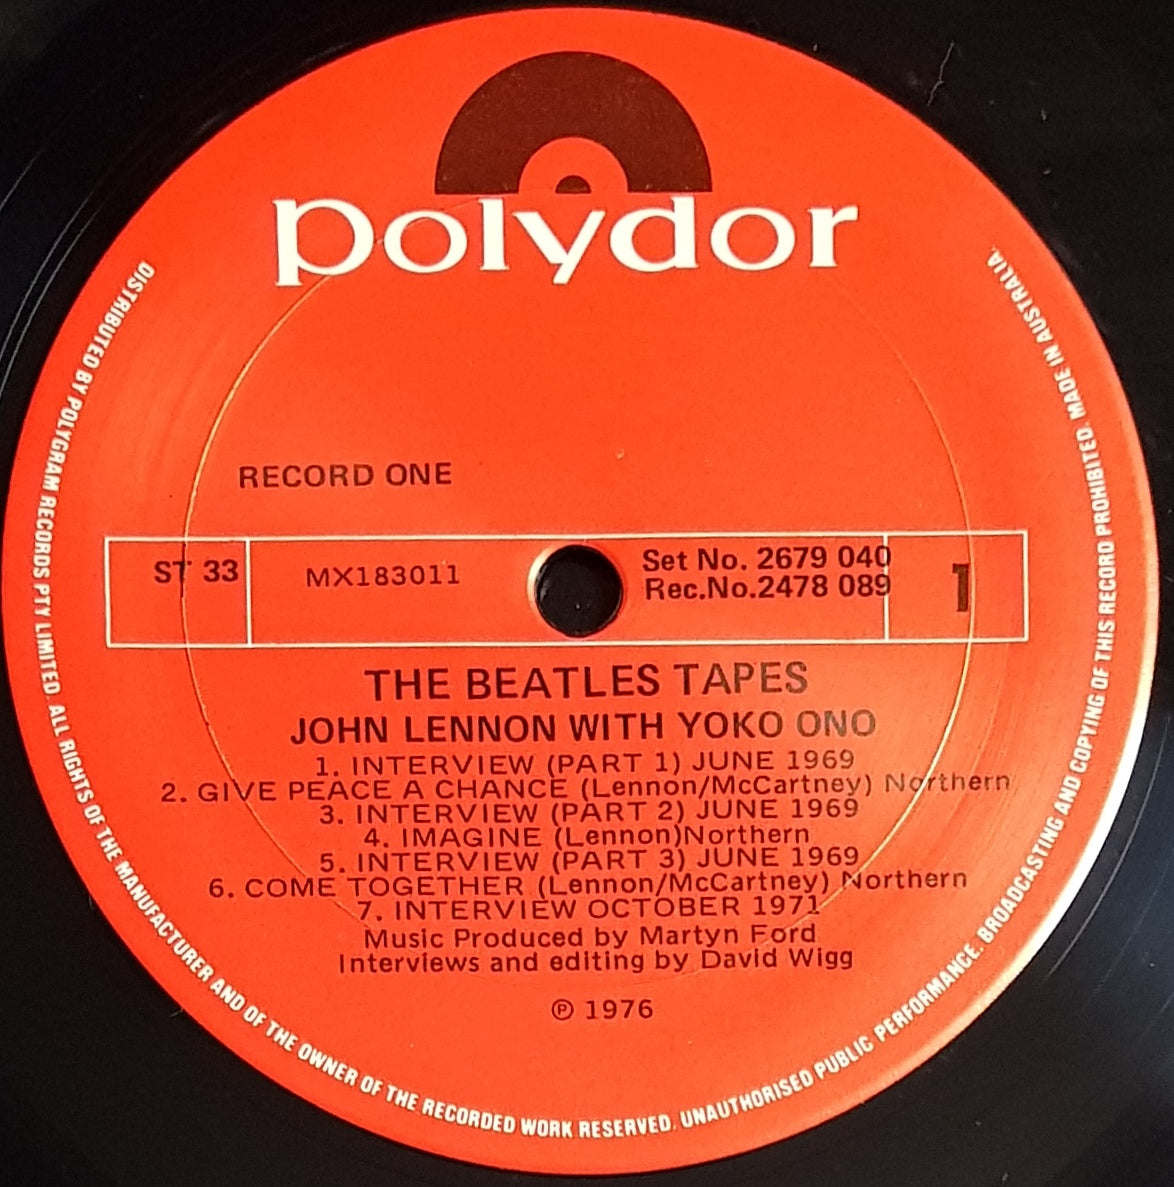 polydor
RECORD ONE
ST 33
MX183011
Set No. 2679 040
Rec.No.2478 089
1
THE BEATLES TAPES
JOHN LENNON WITH YOKO ONO
1. INTERVIEW (PART 1) JUNE 1969
2. GIVE PEACE A CHANCE (Lennon/McCartney) Northern
3. INTERVIEW (PART 2) JUNE 1969
4. IMAGINE (Lennon)Northern
5. INTERVIEW (PART 3) JUNE 1969
6. COME TOGETHER (Lennon/McCartney) Northern
7. INTERVIEW OCTOBER 1971
Music Produced by Martyn Ford
Interviews and editing by David Wigg
℗ 1976
DISTRIBUTED BY POLYGRAM RECORDS PTY LIMITED. ALL RIGHTS OF THE MANUFACTURER AND OF THE OWNER OF THE RECORDED WORK RESERVED. UNAUTHORISED PUBLIC PERFORMANCE. BROADCASTING AND COPYING OF THIS RECORD PROHIBITED. MADE IN AUSTRALIA